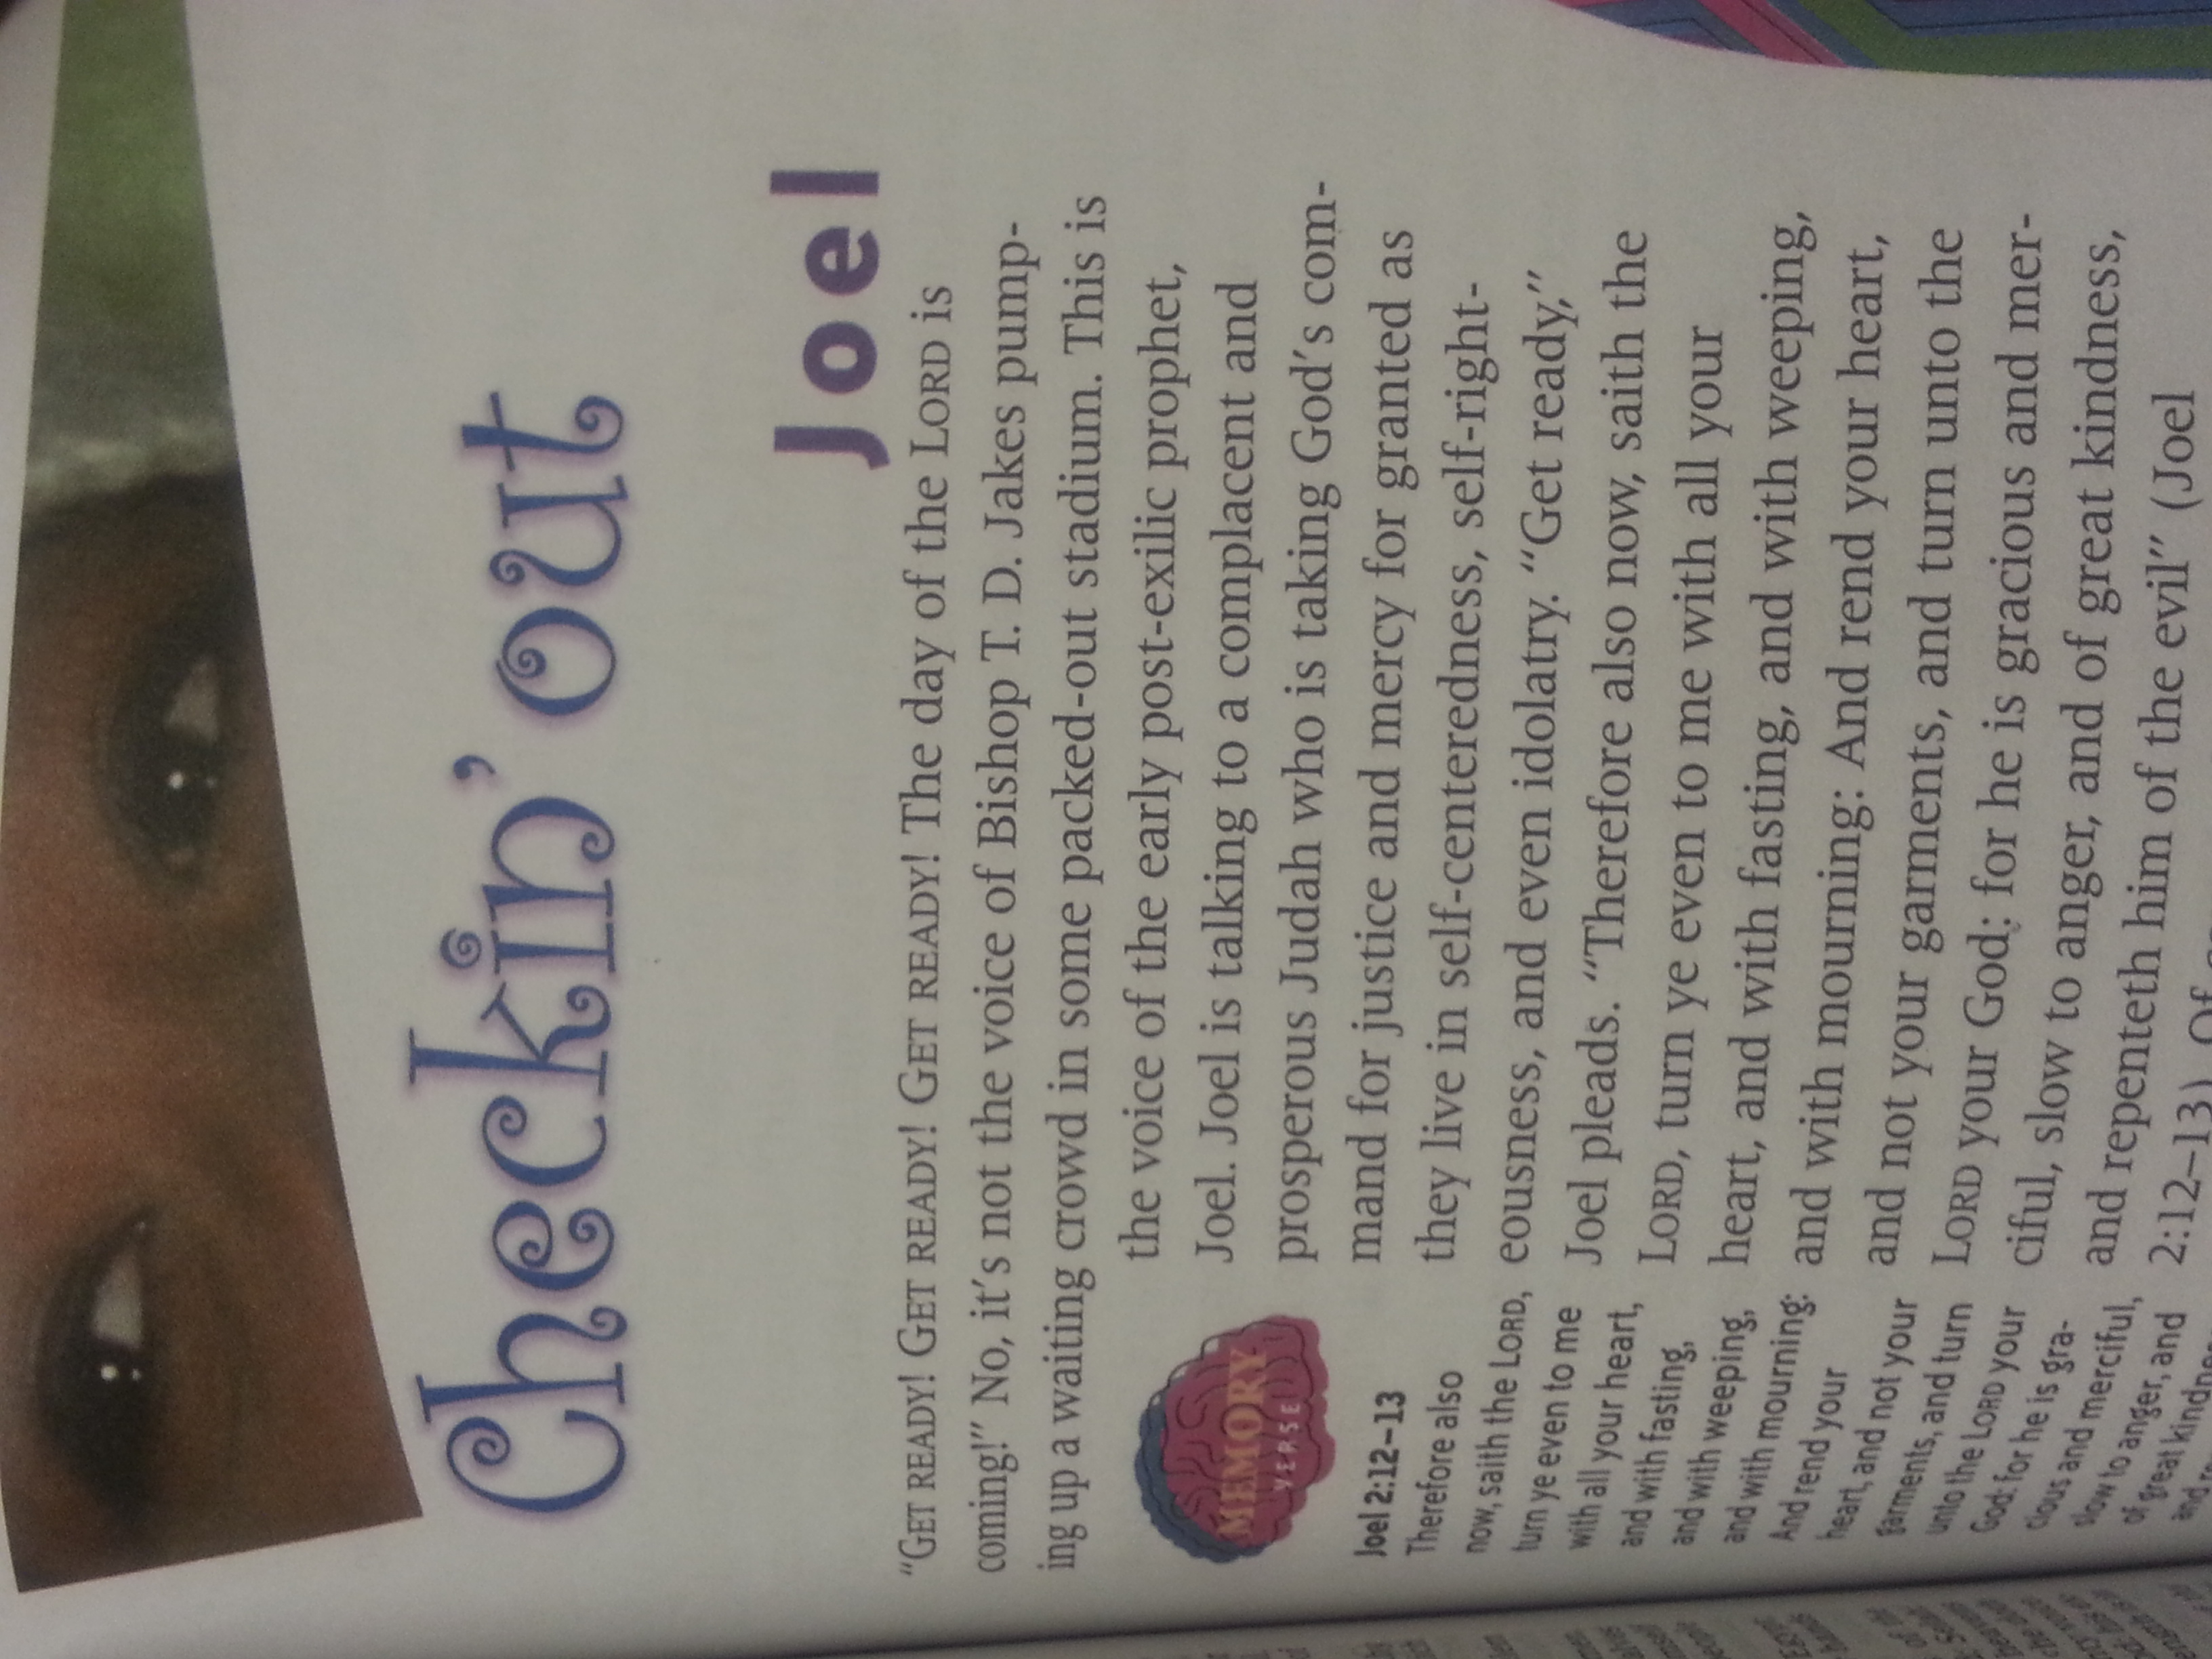 Checkin' out
Joel
“GET READY! GET READY! GET READY! The day of the LORD is
coming!” No, it's not the voice of Bishop T. D. Jakes pump-
ing up a waiting crowd in some packed-out stadium. This is
the voice of the early post-exilic prophet,
Joel. Joel is talking to a complacent and
prosperous Judah who is taking God's com-
mand for justice and mercy for granted as
they live in self-centeredness, self-right-
eousness, and even idolatry. “Get ready,”
Joel pleads. “Therefore also now, saith the
LORD, turn ye even to me with all your
heart, and with fasting, and with weeping,
and with mourning: And rend your heart,
and not your garments, and turn unto the
LORD your God: for he is gracious and mer-
ciful, slow to anger, and of great kindness,
and repenteth him of the evil” (Joel
2:12–13). Of
MEMORY
VERSE
Joel 2:12–13
Therefore also
now, saith the LORD,
turn ye even to me
with all your heart,
and with fasting,
and with weeping,
and with mourning:
And rend your
heart, and not your
garments, and turn
unto the LORD your
God: for he is gra-
cious and merciful,
slow to anger, and
of great
and